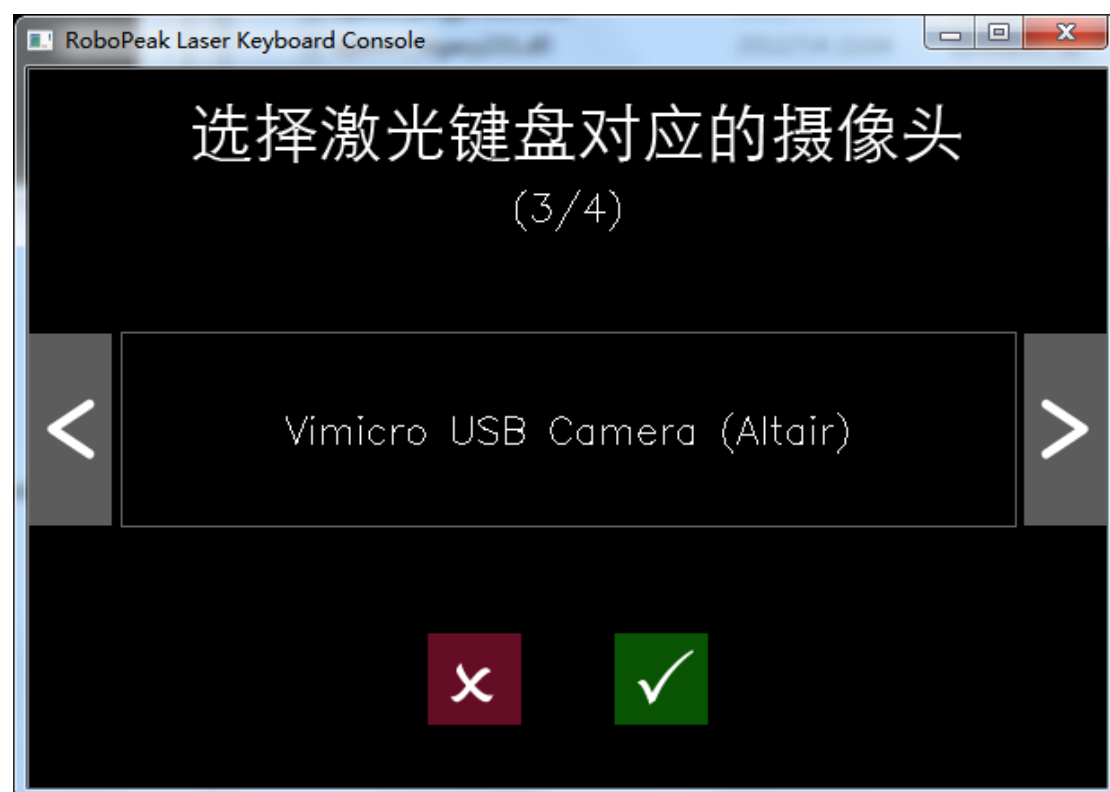 RoboPeak Laser Keyboard Console
选择激光键盘对应的摄像头
(3/4)
Vimicro USB Camera (Altair)